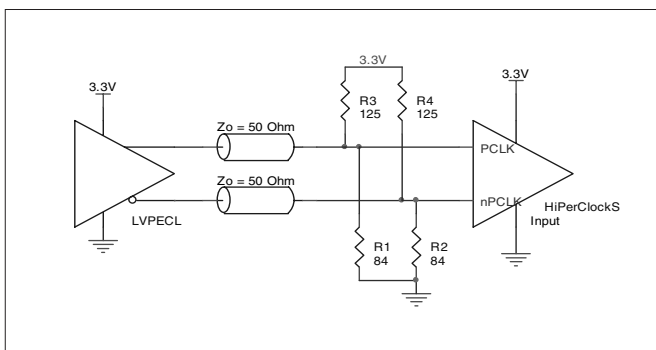 3.3V
3.3V
3.3V
R3
125
R4
125
Zo = 50 Ohm
PCLK
Zo = 50 Ohm
nPCLK
HiPerClockS
Input
LVPECL
R1
84
R2
84